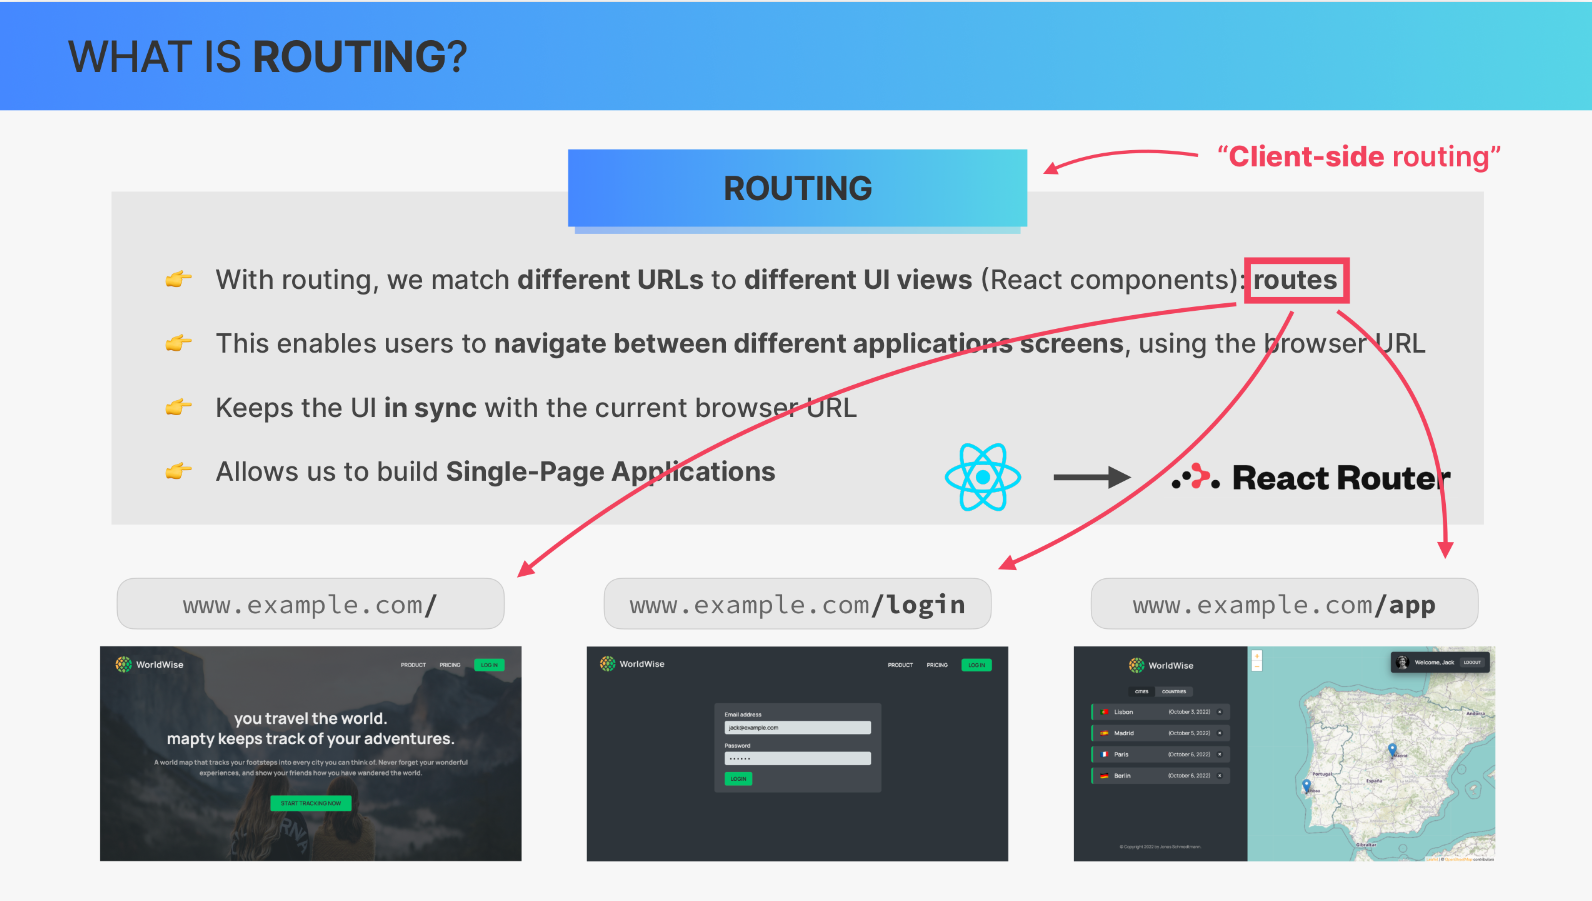 WHAT IS ROUTING?
“Client-side routing”
ROUTING
With routing, we match different URLs to different UI views (React components): routes
This enables users to navigate between different applications screens, using the browser URL
Keeps the UI in sync with the current browser URL
Allows us to build Single-Page Applications
React Router
www.example.com/
www.example.com/login
www.example.com/app
WorldWise
PRODUCT PRICING LOG IN
you travel the world.
mapty keeps track of your adventures.
A world map that tracks your footsteps into every city you can think of. Never forget your wonderful
experiences, and show your friends how you have wandered the world.
START TRACKING NOW
WorldWise
PRODUCT PRICING LOG IN
Email address
jack@example.com
Password
LOGIN
WorldWise
CITIES COUNTRIES
Lisbon (October 3, 2022) ×
Madrid (October 5, 2022) ×
Paris (October 6, 2022) ×
Berlin (October 8, 2022) ×
Welcome, Jack LOGOUT
Andorra
Madrid
Portugal
España
Gibraltar